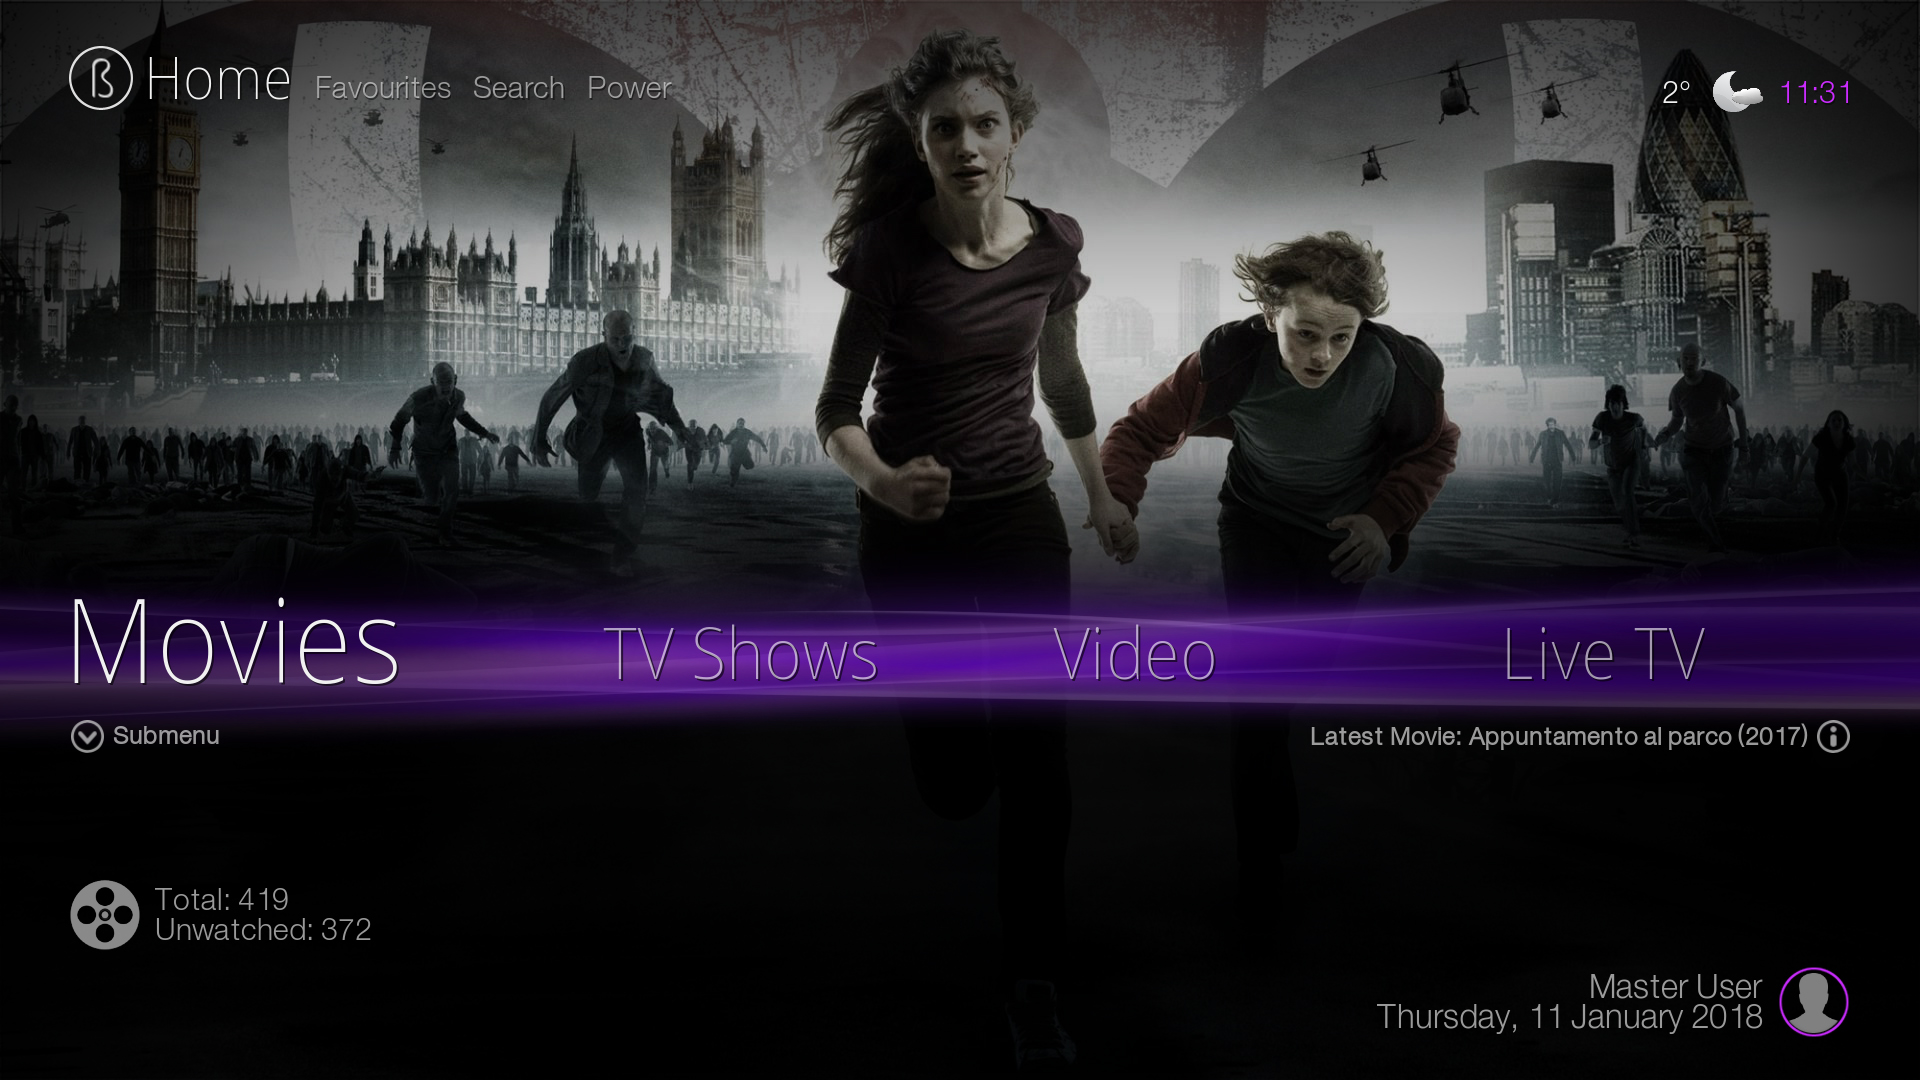 ß Home Favourites Search Power
2° 11:31
Movies TV Shows Video Live TV
Submenu
Latest Movie: Appuntamento al parco (2017)
Total: 419
Unwatched: 372
Master User
Thursday, 11 January 2018